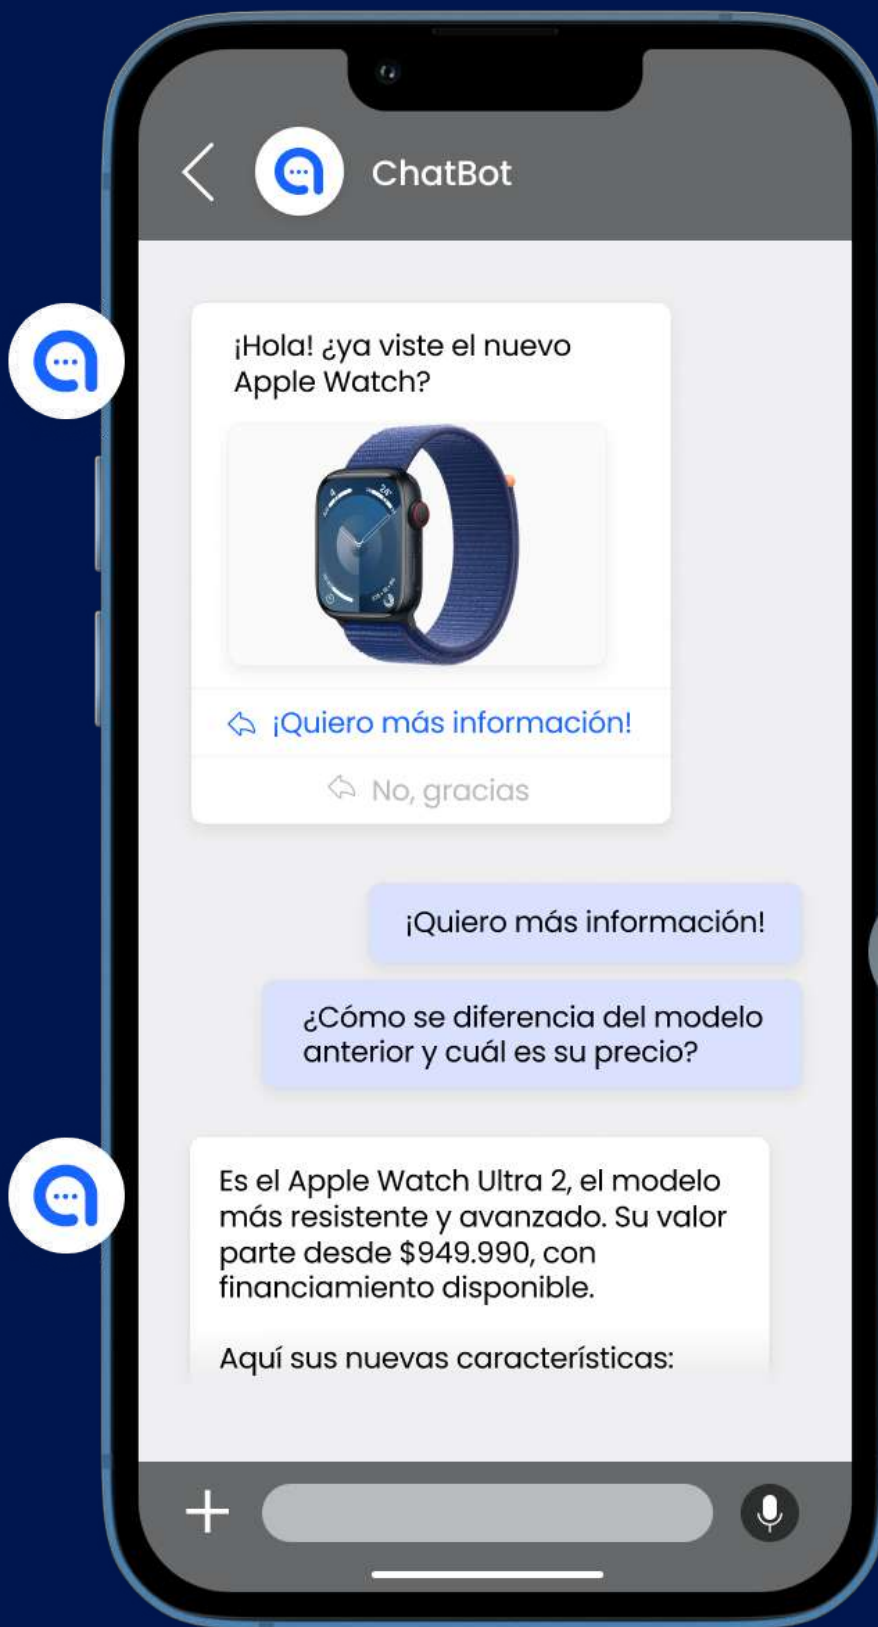 ChatBot
¡Hola! ¿ya viste el nuevo
Apple Watch?
¡Quiero más información!
No, gracias
¡Quiero más información!
¿Cómo se diferencia del modelo
anterior y cuál es su precio?
Es el Apple Watch Ultra 2, el modelo
más resistente y avanzado. Su valor
parte desde $949.990, con
financiamiento disponible.
Aquí sus nuevas características: